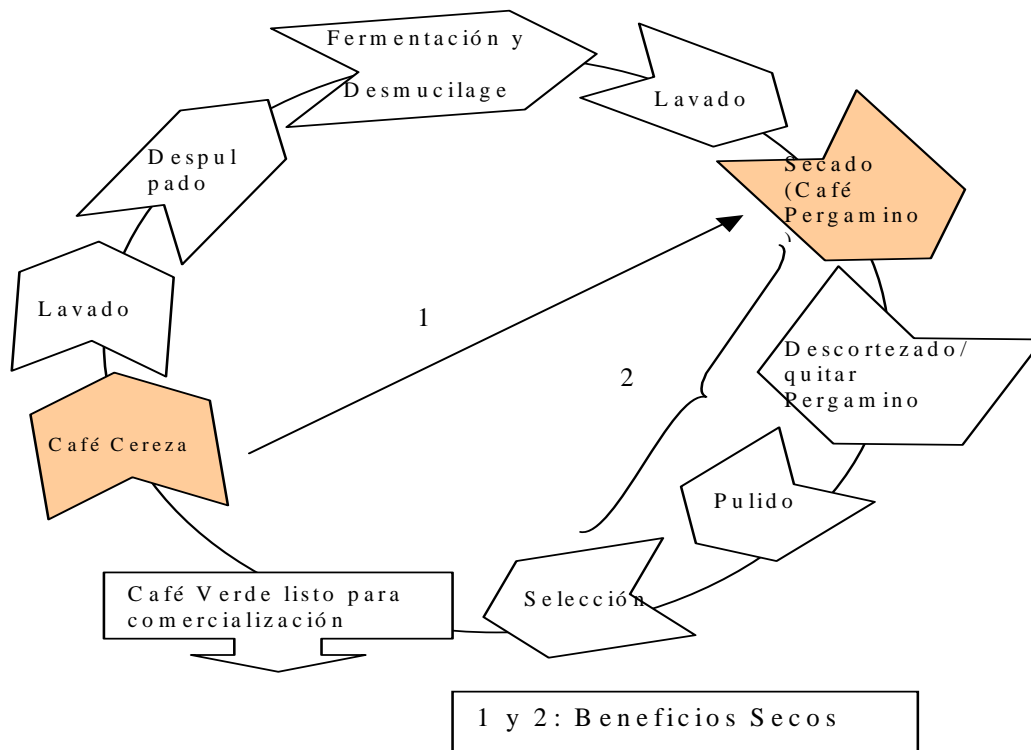 Fermentación y
Desmucilage
Lavado
Despul
pado
Secado
(Café
Pergamino
)
Lavado
1
Descortezado/
quitar
Pergamino
2
Café Cereza
Pulido
Café Verde listo para
comercialización
Selección
1 y 2: Beneficios Secos